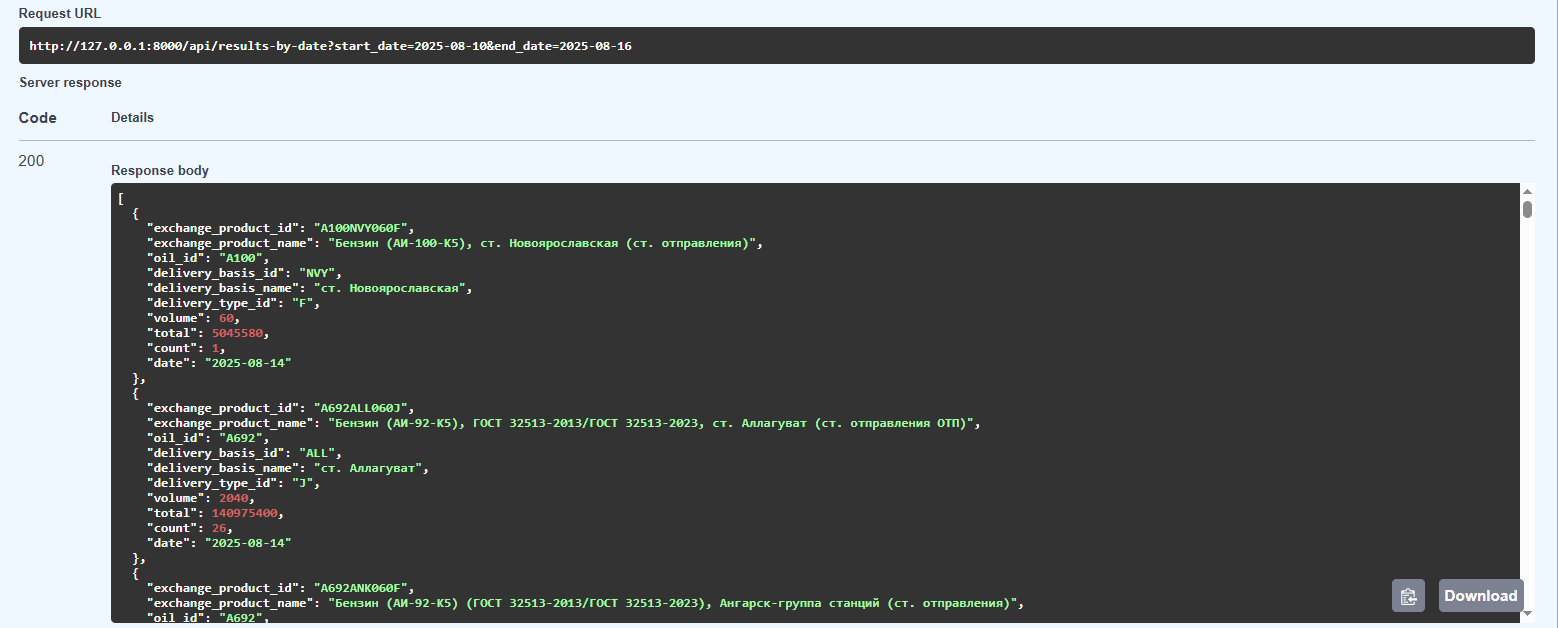 Request URL
http://127.0.0.1:8000/api/results-by-date?start_date=2025-08-10&end_date=2025-08-16
Server response
Code Details
200
Response body
[
{
"exchange_product_id": "A100NVY060F",
"exchange_product_name": "Бензин (АИ-100-К5), ст. Новоярославская (ст. отправления)",
"oil_id": "A100",
"delivery_basis_id": "NVY",
"delivery_basis_name": "ст. Новоярославская",
"delivery_type_id": "F",
"volume": 60,
"total": 5045580,
"count": 1,
"date": "2025-08-14"
},
{
"exchange_product_id": "A692ALL060J",
"exchange_product_name": "Бензин (АИ-92-К5), ГОСТ 32513-2013/ГОСТ 32513-2023, ст. Аллагуват (ст. отправления ОТП)",
"oil_id": "A692",
"delivery_basis_id": "ALL",
"delivery_basis_name": "ст. Аллагуват",
"delivery_type_id": "J",
"volume": 2040,
"total": 140975400,
"count": 26,
"date": "2025-08-14"
},
{
"exchange_product_id": "A692ANK060F",
"exchange_product_name": "Бензин (АИ-92-К5) (ГОСТ 32513-2013/ГОСТ 32513-2023), Ангарск-группа станций (ст. отправления)",
"oil_id": "A692",
Download